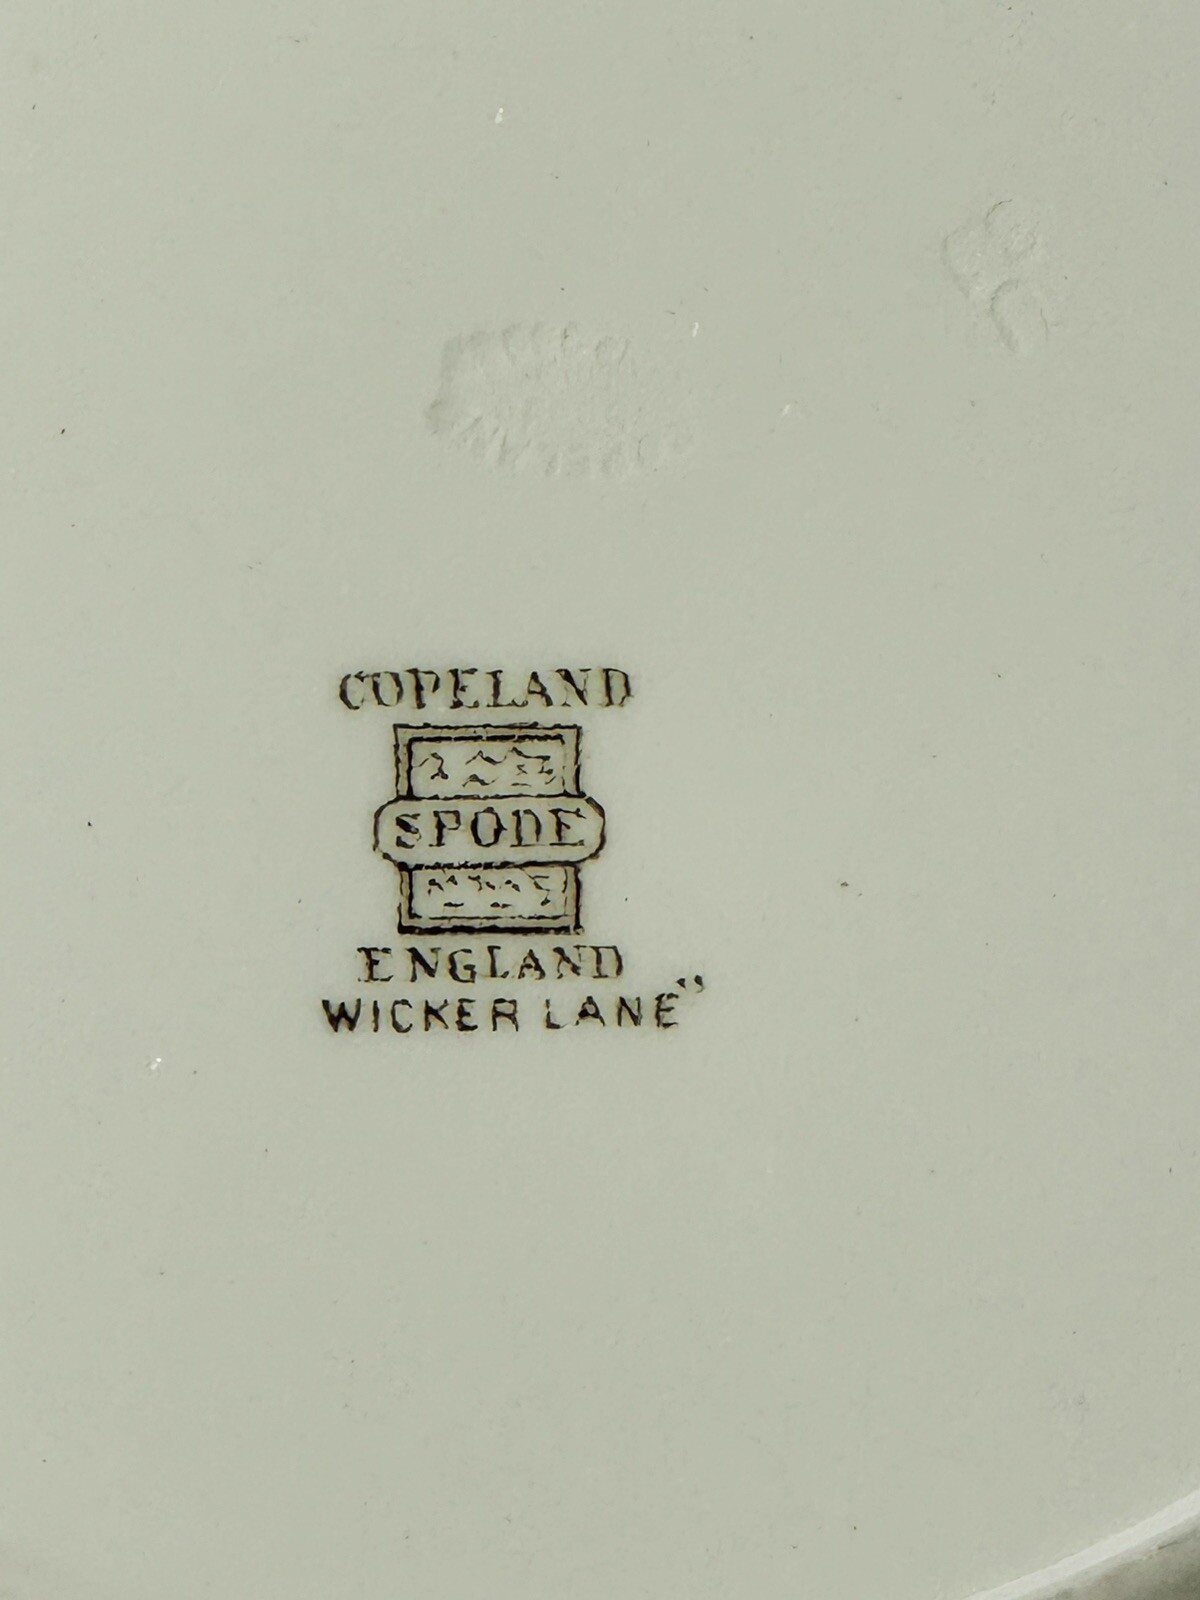 COPELAND
SPODE
ENGLAND
WICKER LANE"